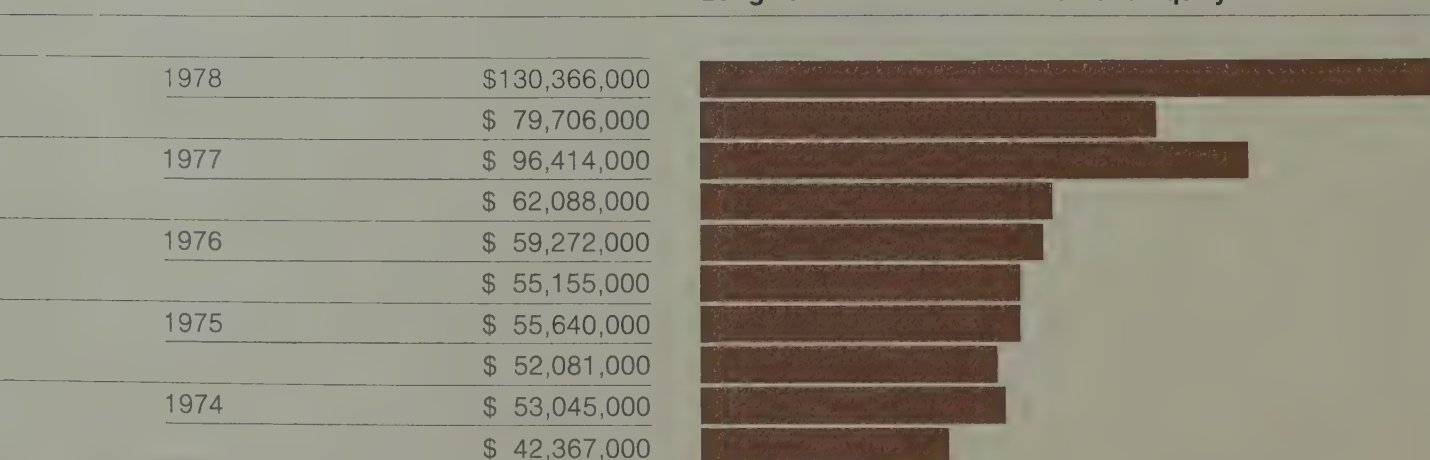 1978 $130,366,000
$ 79,706,000
1977 $ 96,414,000
$ 62,088,000
1976 $ 59,272,000
$ 55,155,000
1975 $ 55,640,000
$ 52,081,000
1974 $ 53,045,000
$ 42,367,000